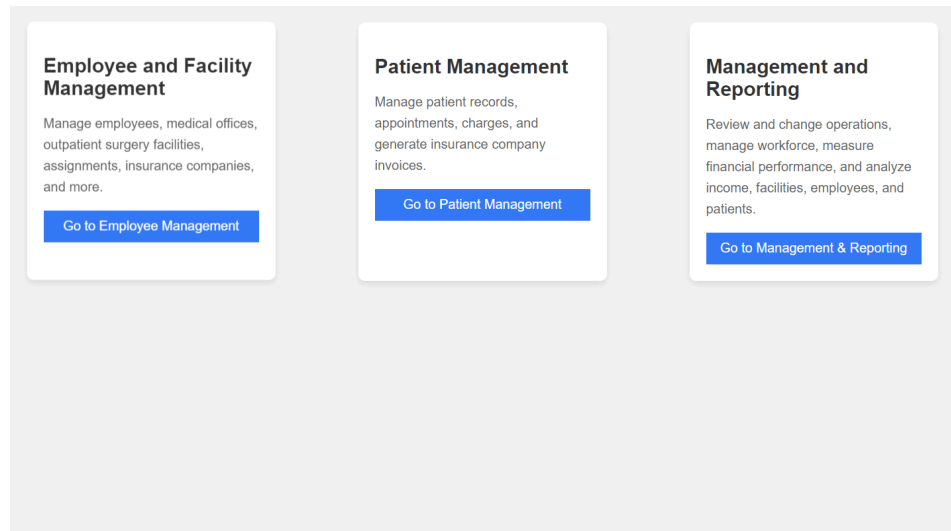 Employee and Facility
Management
Manage employees, medical offices,
outpatient surgery facilities,
assignments, insurance companies,
and more.
Go to Employee Management
Patient Management
Manage patient records,
appointments, charges, and
generate insurance company
invoices.
Go to Patient Management
Management and
Reporting
Review and change operations,
manage workforce, measure
financial performance, and analyze
income, facilities, employees, and
patients.
Go to Management & Reporting